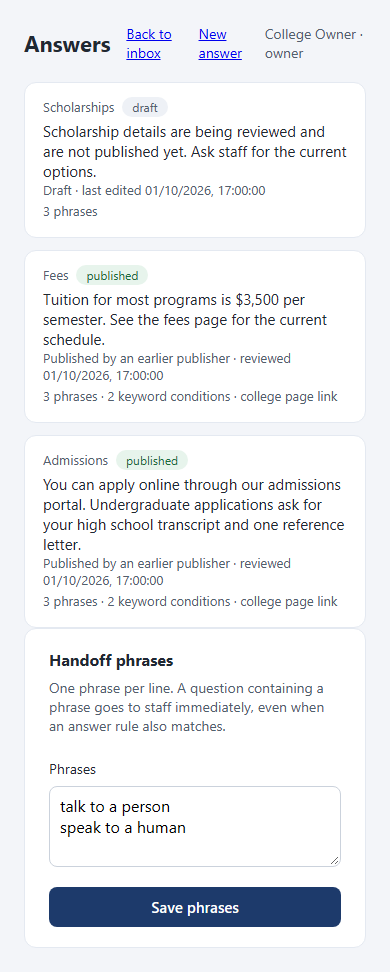 Answers
Back to inbox
New answer
College Owner · owner
Scholarships draft
Scholarship details are being reviewed and
are not published yet. Ask staff for the current
options.
Draft · last edited 01/10/2026, 17:00:00
3 phrases
Fees published
Tuition for most programs is $3,500 per
semester. See the fees page for the current
schedule.
Published by an earlier publisher · reviewed
01/10/2026, 17:00:00
3 phrases · 2 keyword conditions · college page link
Admissions published
You can apply online through our admissions
portal. Undergraduate applications ask for
your high school transcript and one reference
letter.
Published by an earlier publisher · reviewed
01/10/2026, 17:00:00
3 phrases · 2 keyword conditions · college page link
Handoff phrases
One phrase per line. A question containing a
phrase goes to staff immediately, even when
an answer rule also matches.
Phrases
talk to a person
speak to a human
Save phrases